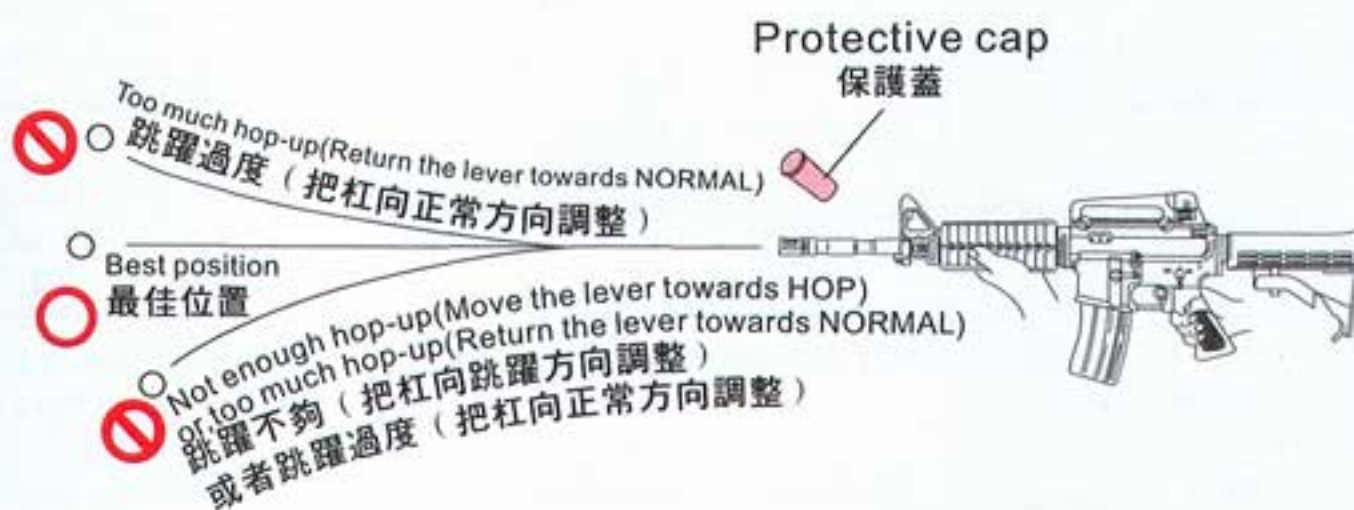 Protective cap
保護蓋
Too much hop-up(Return the lever towards NORMAL)
跳躍過度（把杠向正常方向調整）
Best position
最佳位置
Not enough hop-up(Move the lever towards HOP)
or,too much hop-up(Return the lever towards NORMAL)
跳躍不夠（把杠向跳躍方向調整）
或者跳躍過度（把杠向正常方向調整）